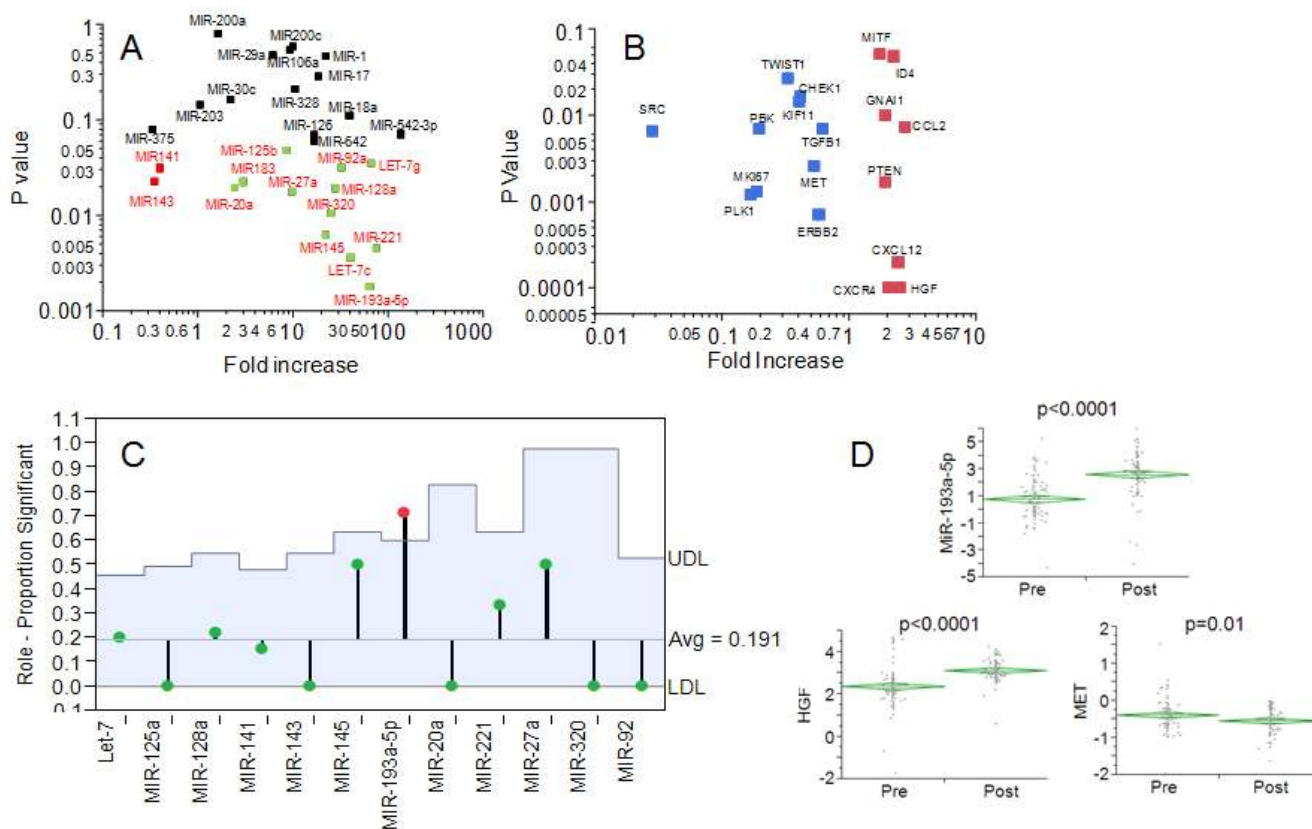 A
P value
1
0.5
0.3
0.1
0.05
0.03
0.01
0.005
0.003
0.001
MIR-200a
MIR200c
MIR-29a
MIR106a
MIR-1
MIR-17
MIR-30c
MIR-328
MIR-203
MIR-18a
MIR-375
MIR-126
MIR-542-3p
MIR-642
MIR141
MIR-125b
MIR-92a
LET-7g
MIR183
MIR143
MIR-27a
MIR-128a
MIR-20a
MIR-320
MIR145
MIR-221
LET-7c
MIR-193a-5p
0.1 0.3 0.6 1 2 3 4 6 10 30 50 100 1000
Fold increase
B
P Value
0.1
0.04
0.02
0.01
0.003
0.001
0.0003
0.0001
0.00005
MITF
TWIST1
ID4
CHEK1
SRC
PBK
KIF11
GNAI1
CCL2
TGFB1
MKI67
MET
PTEN
PLK1
ERBB2
CXCL12
CXCR4
HGF
0.01 0.05 0.1 0.2 0.4 0.7 1 2 3 4 5 6 7 10
Fold Increase
C
Role - Proportion Significant
1.1
1.0
0.9
0.8
0.7
0.6
0.5
0.4
0.3
0.2
0.1
0.0
0.1
UDL
Avg = 0.191
LDL
Let-7
MIR-125a
MIR-128a
MIR-141
MIR-143
MIR-145
MIR-193a-5p
MIR-20a
MIR-221
MIR-27a
MIR-320
MIR-92
D
p<0.0001
MiR-193a-5p
5
3
1
-1
-3
-5
Pre Post
p<0.0001
HGF
4
2
0
-2
Pre Post
p=0.01
MET
2
1
0
-1
-2
Pre Post